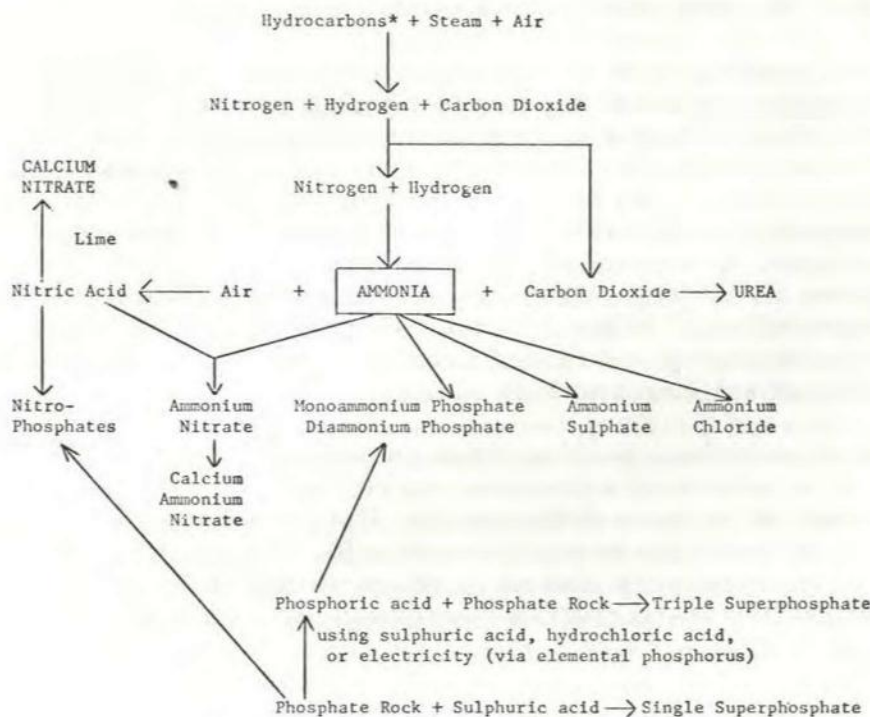 Hydrocarbons* + Steam + Air
Nitrogen + Hydrogen + Carbon Dioxide
CALCIUM
NITRATE
Nitrogen + Hydrogen
Lime
Nitric Acid Air + AMMONIA + Carbon Dioxide UREA
Nitro-
Phosphates
Ammonium
Nitrate
Monoammonium Phosphate
Diammonium Phosphate
Ammonium
Sulphate
Ammonium
Chloride
Calcium
Ammonium
Nitrate
Phosphoric acid + Phosphate Rock Triple Superphosphate
using sulphuric acid, hydrochloric acid,
or electricity (via elemental phosphorus)
Phosphate Rock + Sulphuric acid Single Superphosphate